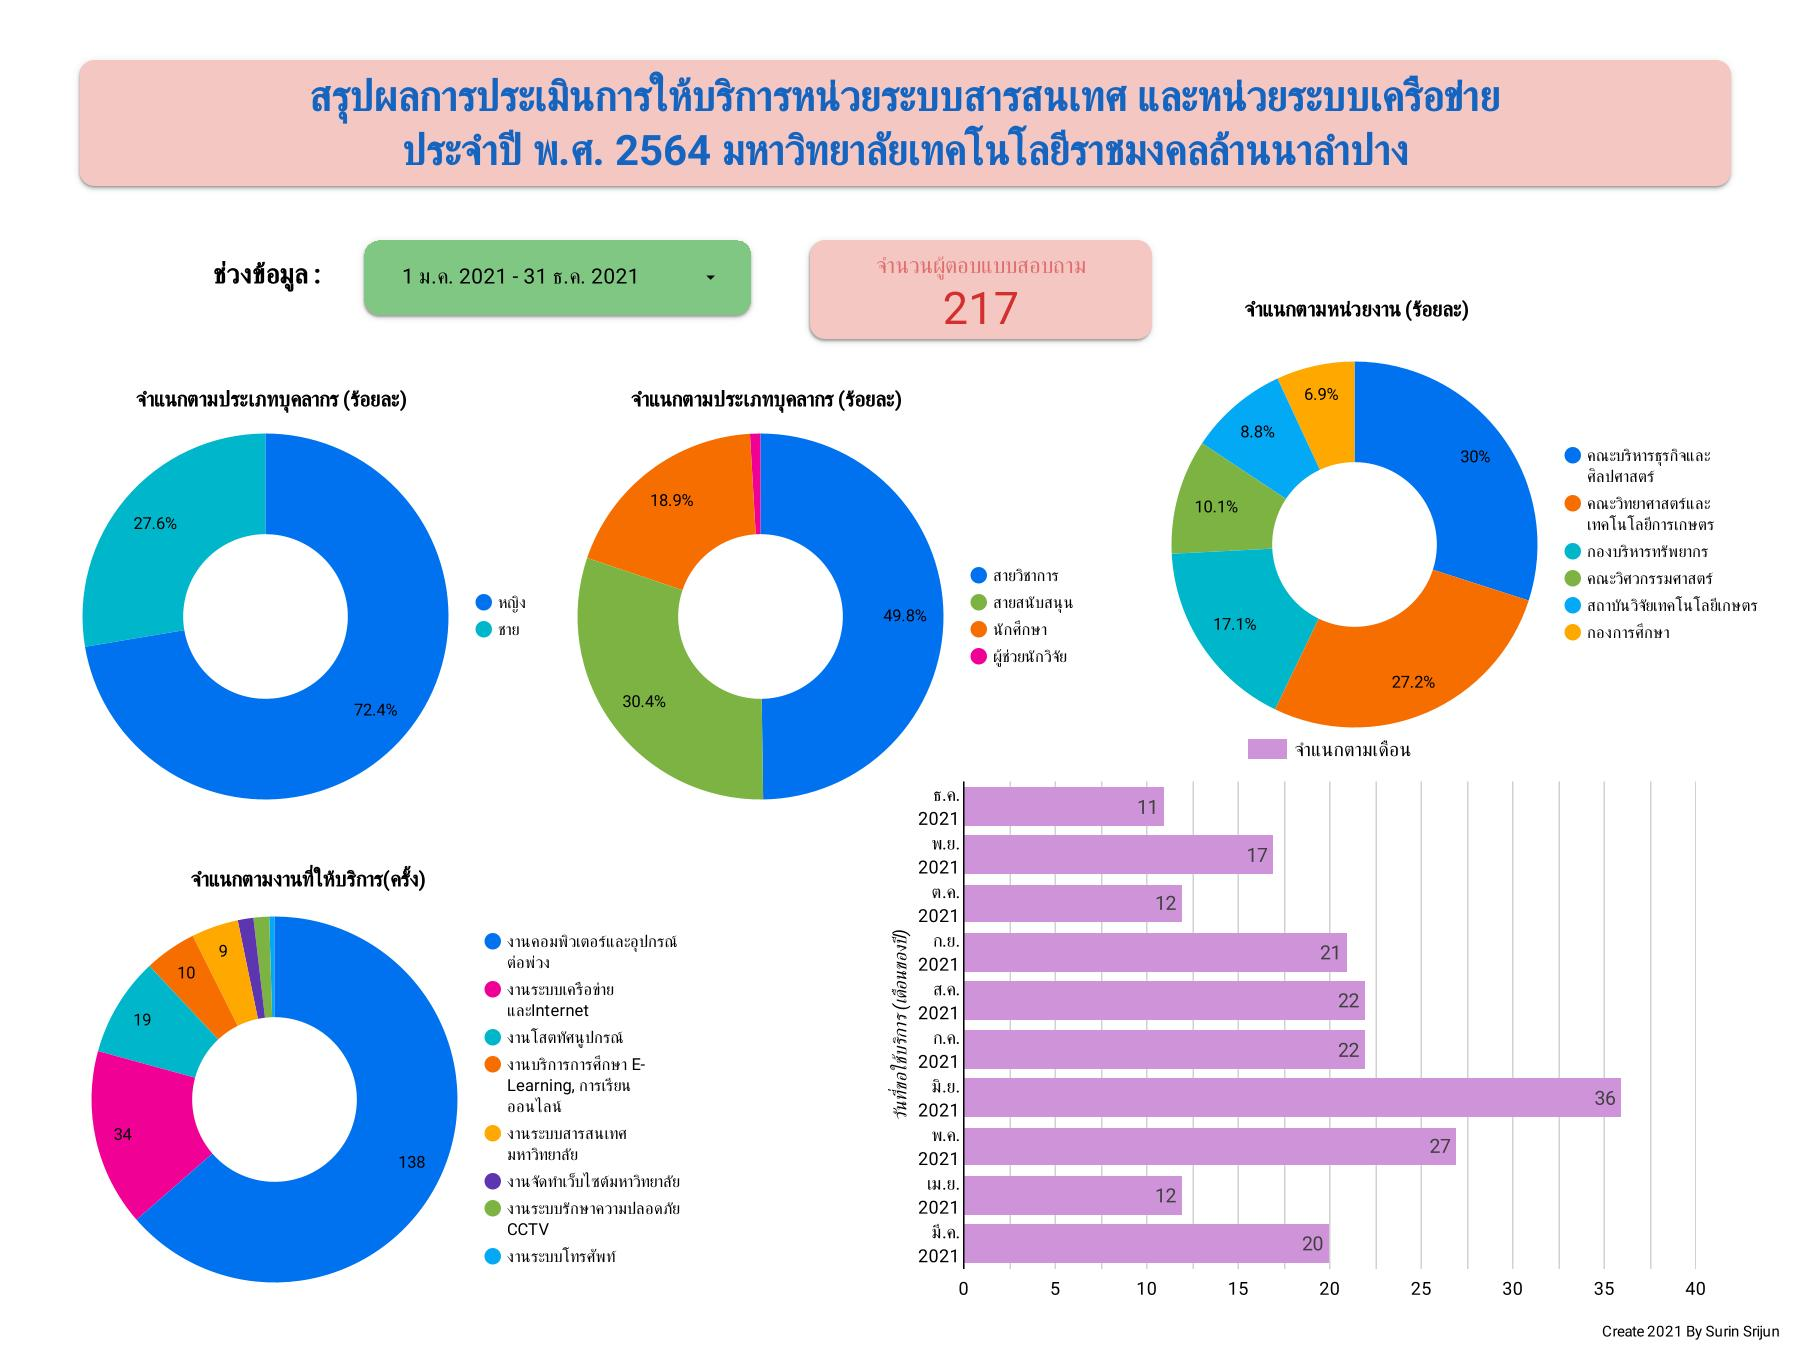 สรุปผลการประเมินการให้บริการหน่วยระบบสารสนเทศ และหน่วยระบบเครือข่าย
ประจำปี พ.ศ. 2564 มหาวิทยาลัยเทคโนโลยีราชมงคลล้านนาลำปาง
ช่วงข้อมูล :
1 ม.ค. 2021 - 31 ธ.ค. 2021
จำนวนผู้ตอบแบบสอบถาม
217
จำแนกตามประเภทบุคลากร (ร้อยละ)
27.6%
72.4%
หญิง
ชาย
จำแนกตามประเภทบุคลากร (ร้อยละ)
18.9%
49.8%
30.4%
สายวิชาการ
สายสนับสนุน
นักศึกษา
ผู้ช่วยนักวิจัย
จำแนกตามหน่วยงาน (ร้อยละ)
6.9%
8.8%
30%
10.1%
17.1%
27.2%
คณะบริหารธุรกิจและ
ศิลปศาสตร์
คณะวิทยาศาสตร์และ
เทคโนโลยีการเกษตร
กองบริหารทรัพยากร
คณะวิศวกรรมศาสตร์
สถาบันวิจัยเทคโนโลยีเกษตร
กองการศึกษา
จำแนกตามงานที่ให้บริการ(ครั้ง)
9
10
19
34
138
งานคอมพิวเตอร์และอุปกรณ์
ต่อพ่วง
งานระบบเครือข่าย
และInternet
งานโสตทัศนูปกรณ์
งานบริการการศึกษา E-
Learning, การเรียน
ออนไลน์
งานระบบสารสนเทศ
มหาวิทยาลัย
งานจัดทำเว็บไซต์มหาวิทยาลัย
งานระบบรักษาความปลอดภัย
CCTV
งานระบบโทรศัพท์
จำแนกตามเดือน
วันที่ขอใช้บริการ (เดือนของปี)
ธ.ค.
2021
11
พ.ย.
2021
17
ต.ค.
2021
12
ก.ย.
2021
21
ส.ค.
2021
22
ก.ค.
2021
22
มิ.ย.
2021
36
พ.ค.
2021
27
เม.ย.
2021
12
มี.ค.
2021
20
0 5 10 15 20 25 30 35 40
Create 2021 By Surin Srijun